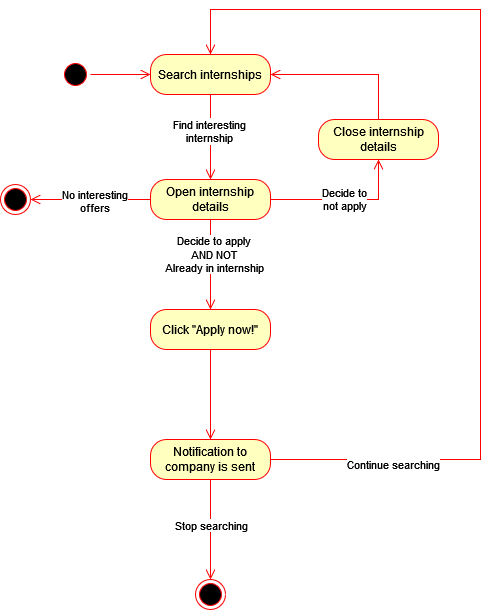 Search internships
Find interesting
internship
Close internship
details
No interesting
offers
Open internship
details
Decide to
not apply
Decide to apply
AND NOT
Already in internship
Click "Apply now!"
Notification to
company is sent
Continue searching
Stop searching